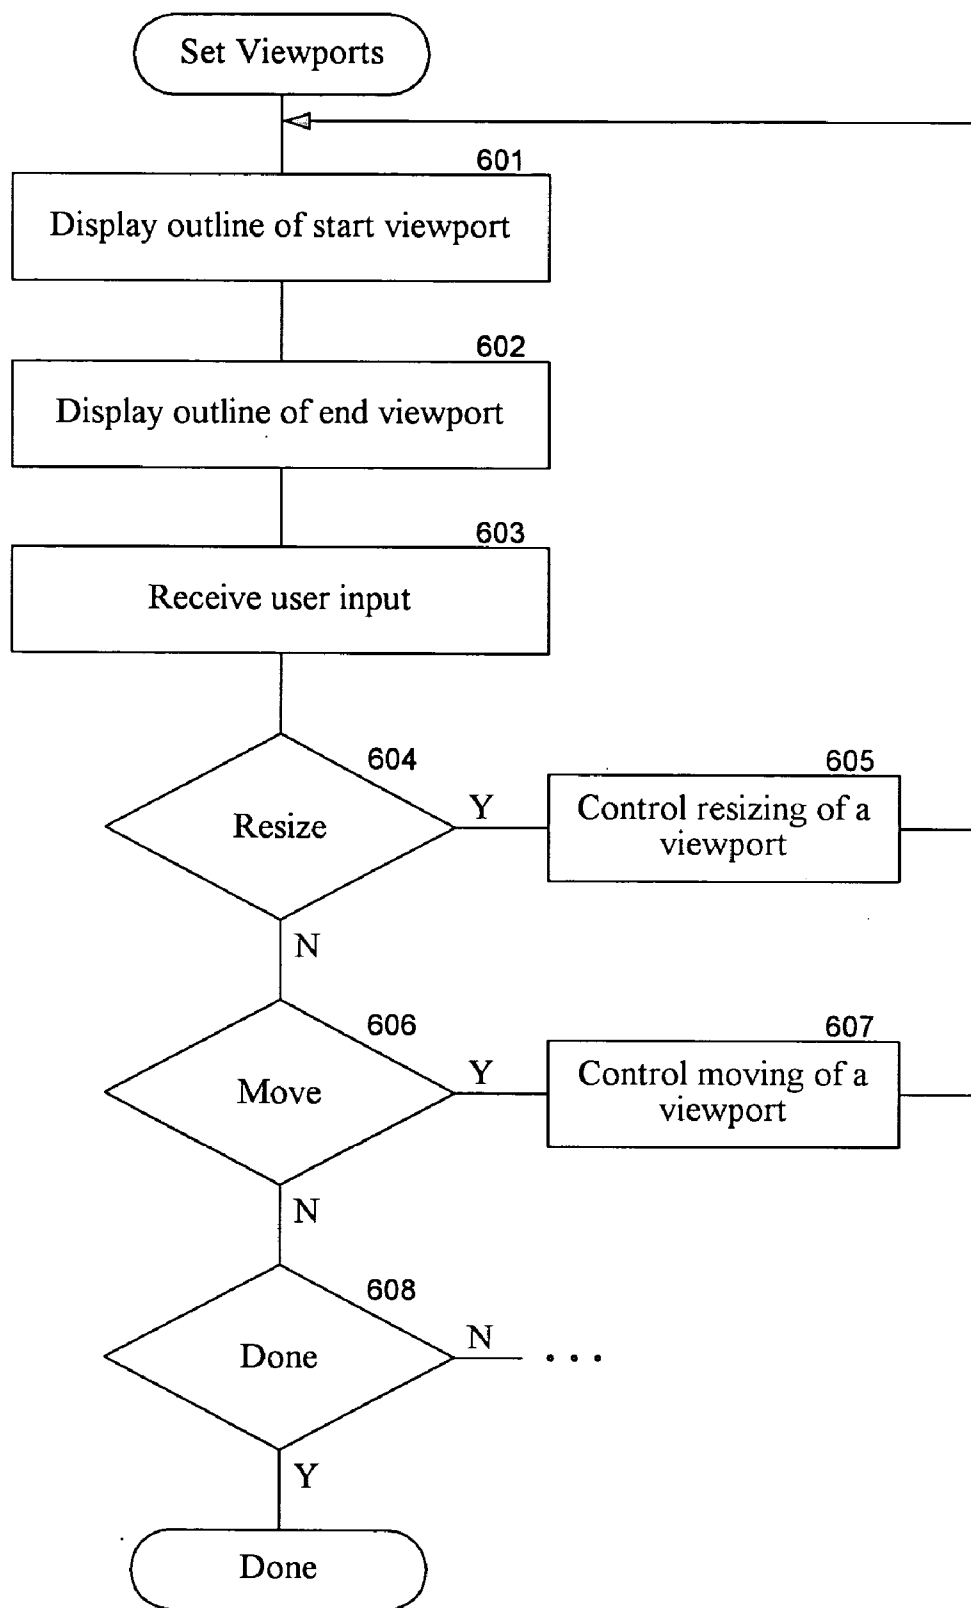 Set Viewports
601
Display outline of start viewport
602
Display outline of end viewport
603
Receive user input
604
Resize
Y
605
Control resizing of a
viewport
N
606
Move
Y
607
Control moving of a
viewport
N
608
Done
N
. . .
Y
Done